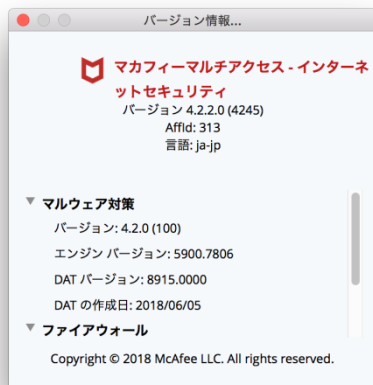 バージョン情報...
マカフィーマルチアクセス - インターネ
ットセキュリティ
バージョン 4.2.2.0 (4245)
AffId: 313
言語: ja-jp
マルウェア対策
バージョン: 4.2.0 (100)
エンジン バージョン: 5900.7806
DAT バージョン: 8915.0000
DAT の作成日: 2018/06/05
ファイアウォール
Copyright © 2018 McAfee LLC. All rights reserved.